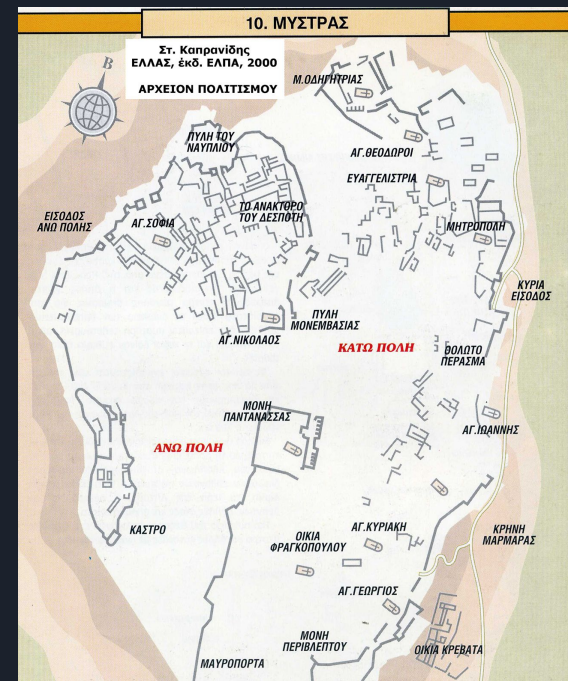 10. ΜΥΣΤΡΑΣ
Στ. Καπρανίδης
ΕΛΛΑΣ, έκδ. ΕΛΠΑ, 2000
ΑΡΧΕΙΟΝ ΠΟΛΙΤΙΣΜΟΥ
Β
Μ.ΟΔΗΓΗΤΡΙΑΣ
ΠΥΛΗ ΤΟΥ
ΝΑΥΠΛΙΟΥ
ΑΓ.ΘΕΟΔΩΡΟΙ
ΕΥΑΓΓΕΛΙΣΤΡΙΑ
ΕΙΣΟΔΟΣ
ΑΝΩ ΠΟΛΗΣ
ΑΓ.ΣΟΦΙΑ
ΤΟ ΑΝΑΚΤΟΡΟ
ΤΟΥ ΔΕΣΠΟΤΗ
ΜΗΤΡΟΠΟΛΗ
ΚΥΡΙΑ
ΕΙΣΟΔΟΣ
ΠΥΛΗ
ΜΟΝΕΜΒΑΣΙΑΣ
ΑΓ.ΝΙΚΟΛΑΟΣ
ΚΑΤΩ ΠΟΛΗ
ΘΟΛΩΤΟ
ΠΕΡΑΣΜΑ
ΜΟΝΗ
ΠΑΝΤΑΝΑΣΣΑΣ
ΑΓ.ΙΩΑΝΝΗΣ
ΑΝΩ ΠΟΛΗ
ΚΑΣΤΡΟ
ΟΙΚΙΑ
ΦΡΑΓΚΟΠΟΥΛΟΥ
ΑΓ.ΚΥΡΙΑΚΗ
ΚΡΗΝΗ
ΜΑΡΜΑΡΑΣ
ΑΓ.ΓΕΩΡΓΙΟΣ
ΜΟΝΗ
ΠΕΡΙΒΛΕΠΤΟΥ
ΟΙΚΙΑ ΚΡΕΒΑΤΑ
ΜΑΥΡΟΠΟΡΤΑ